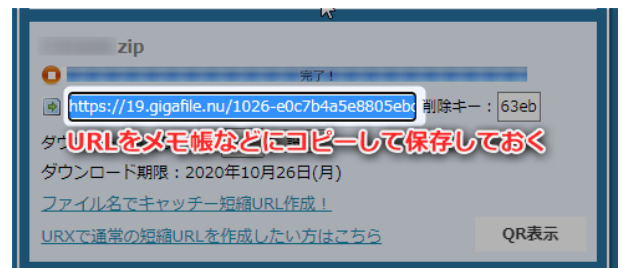 zip
完了！
https://19.gigafile.nu/1026-e0c7b4a5e8805ebc 削除キー：63eb
URLをメモ帳などにコピーして保存しておく
ダウンロード期限：2020年10月26日(月)
ファイル名でキャッチー短縮URL作成！
URXで通常の短縮URLを作成したい方はこちら
QR表示